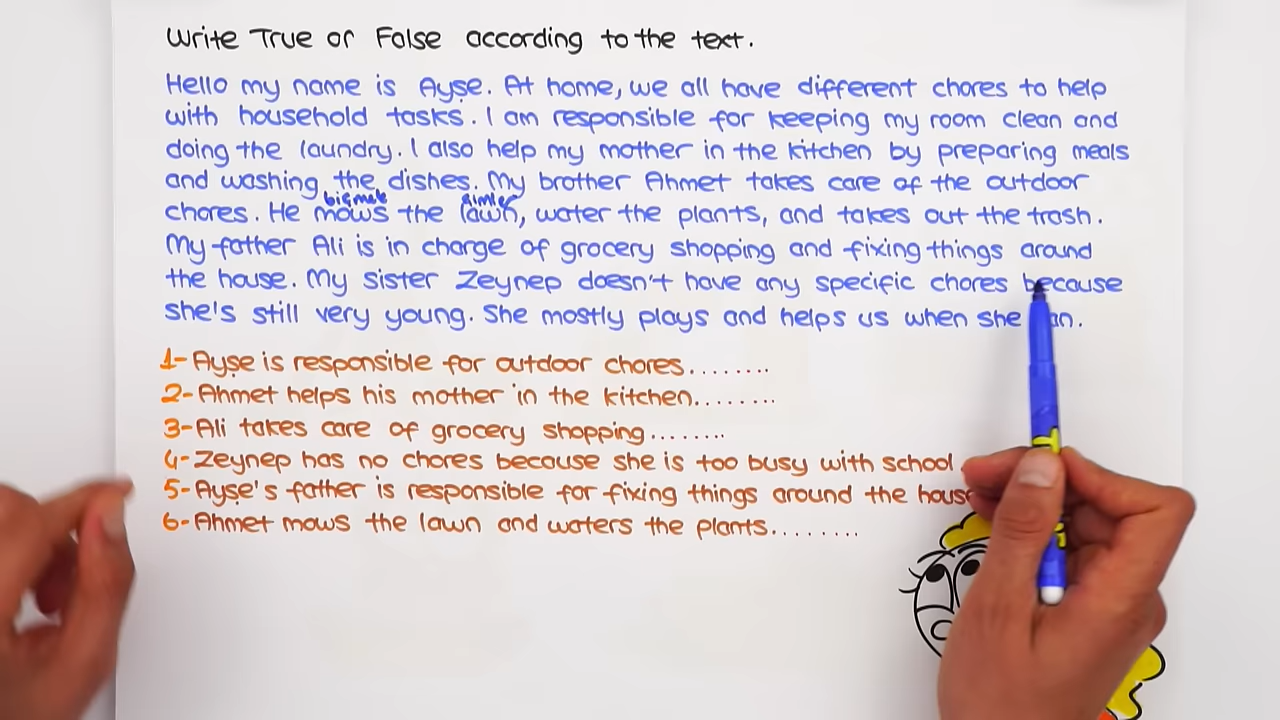 Write True or False according to the text.
Hello my name is Ayşe. At home, we all have different chores to help
with household tasks. I am responsible for keeping my room clean and
doing the laundry. I also help my mother in the kitchen by preparing meals
and washing the dishes. My brother Ahmet takes care of the outdoor
chores. He mows the lawn, water the plants, and takes out the trash.
My father Ali is in charge of grocery shopping and fixing things around
the house. My sister Zeynep doesn't have any specific chores because
she's still very young. She mostly plays and helps us when she
1- Ayşe is responsible for outdoor chores........
2- Ahmet helps his mother in the kitchen........
3- Ali takes care of grocery shopping........
4- Zeynep has no chores because she is too busy with school
5- Ayşe's father is responsible for fixing things around the
6- Ahmet mows the lawn and waters the plants........